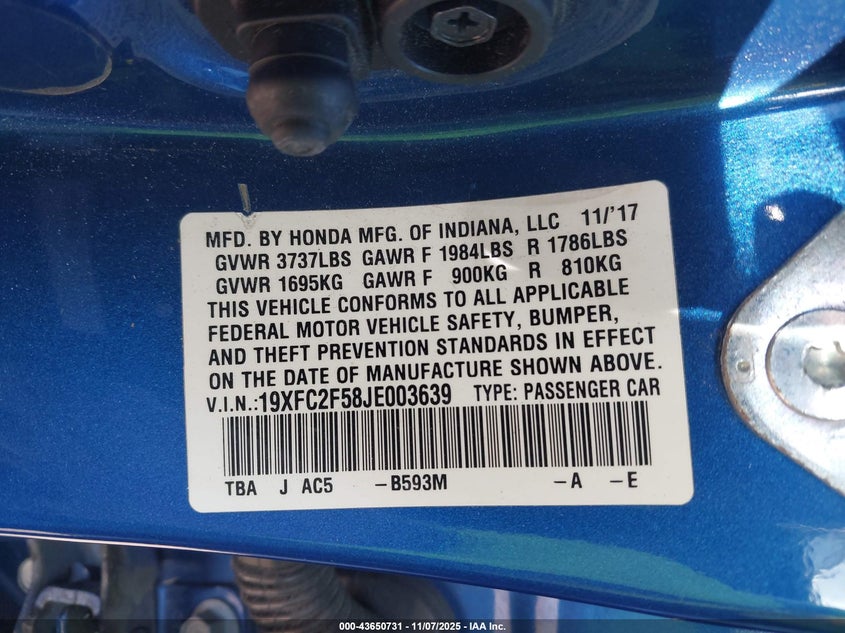 MFD. BY HONDA MFG. OF INDIANA, LLC 11/'17
GVWR 3737LBS GAWR F 1984LBS R 1786LBS
GVWR 1695KG GAWR F 900KG R 810KG
THIS VEHICLE CONFORMS TO ALL APPLICABLE
FEDERAL MOTOR VEHICLE SAFETY, BUMPER,
AND THEFT PREVENTION STANDARDS IN EFFECT
ON THE DATE OF MANUFACTURE SHOWN ABOVE.
V.I.N.:19XFC2F58JE003639 TYPE: PASSENGER CAR
TBA J AC5 -B593M -A -E
000-43650731 - 11/07/2025 - IAA Inc.